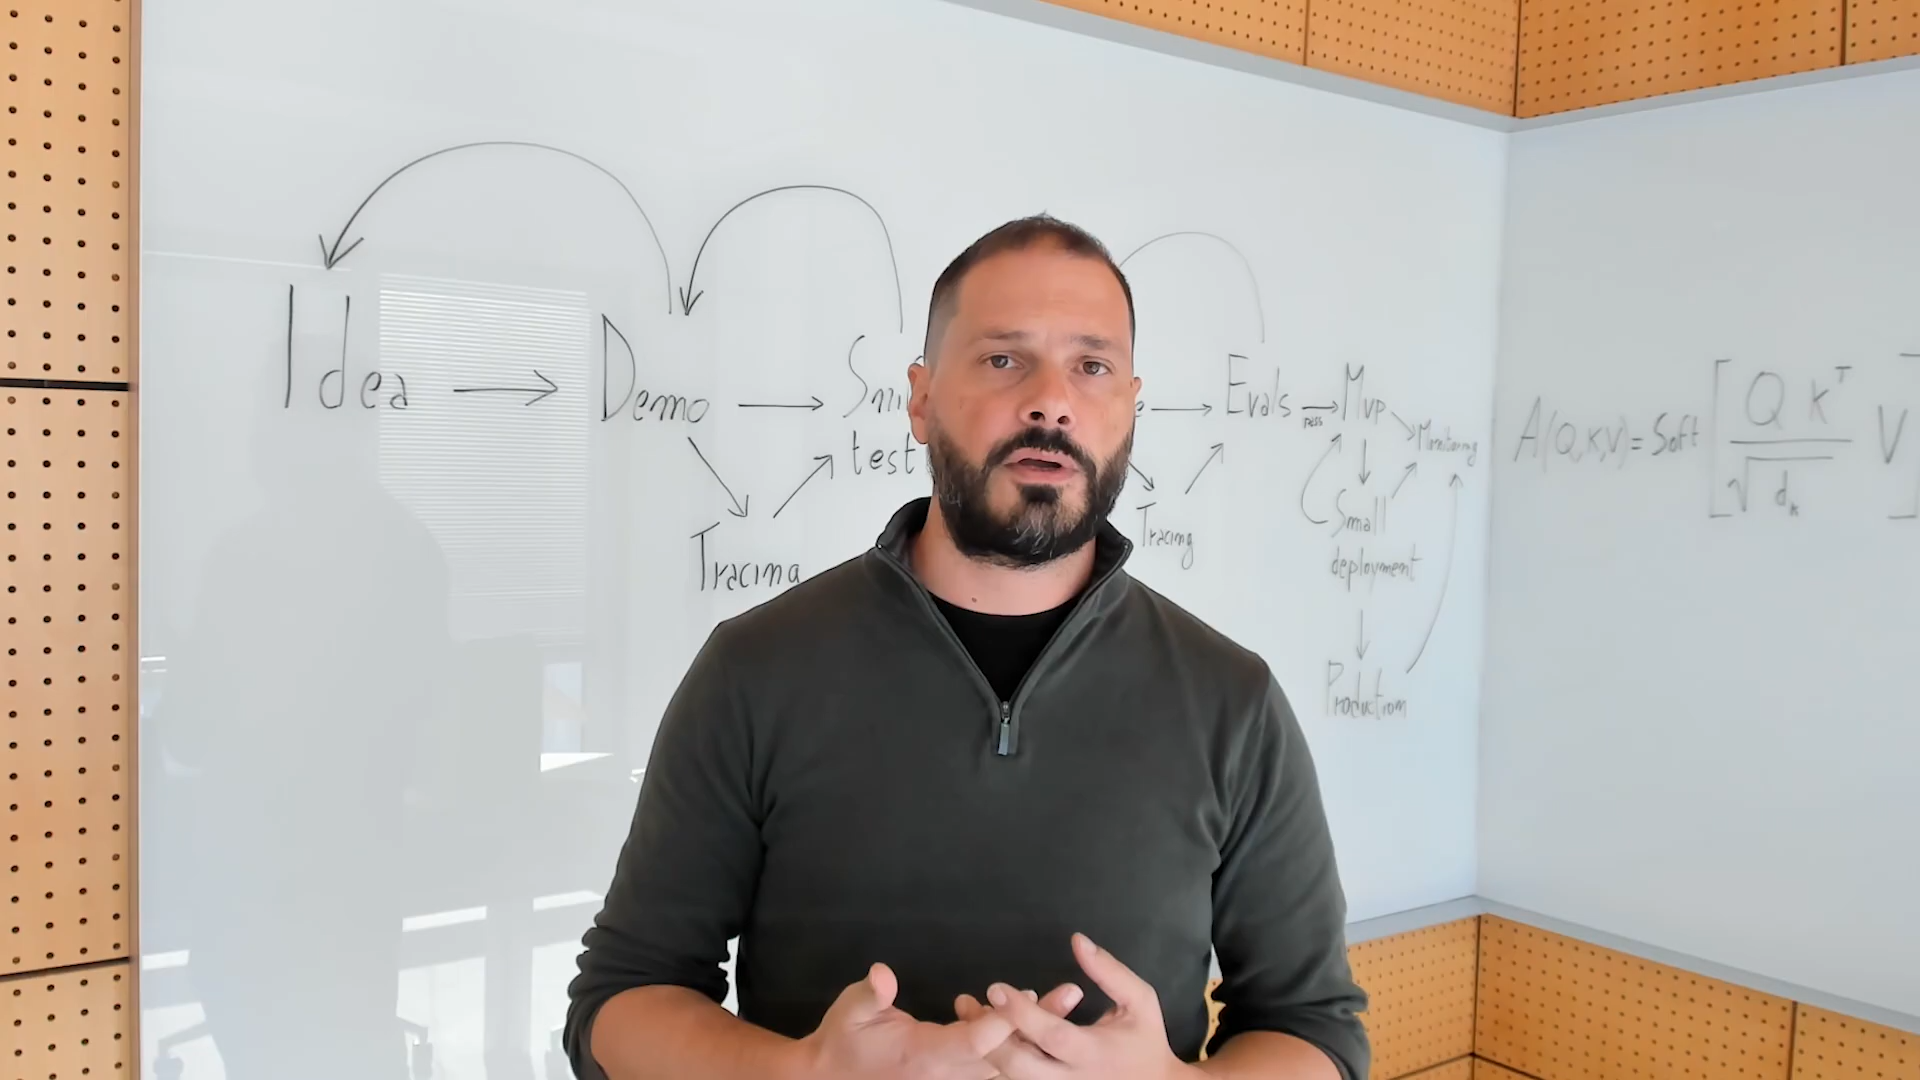 Idea
Demo
test
Tracing
Evals
pass
Mvp
Monitoring
Tracing
Small
deployment
Production
A(Q,K,V)= Soft [ Q K^T / √d_k V ]